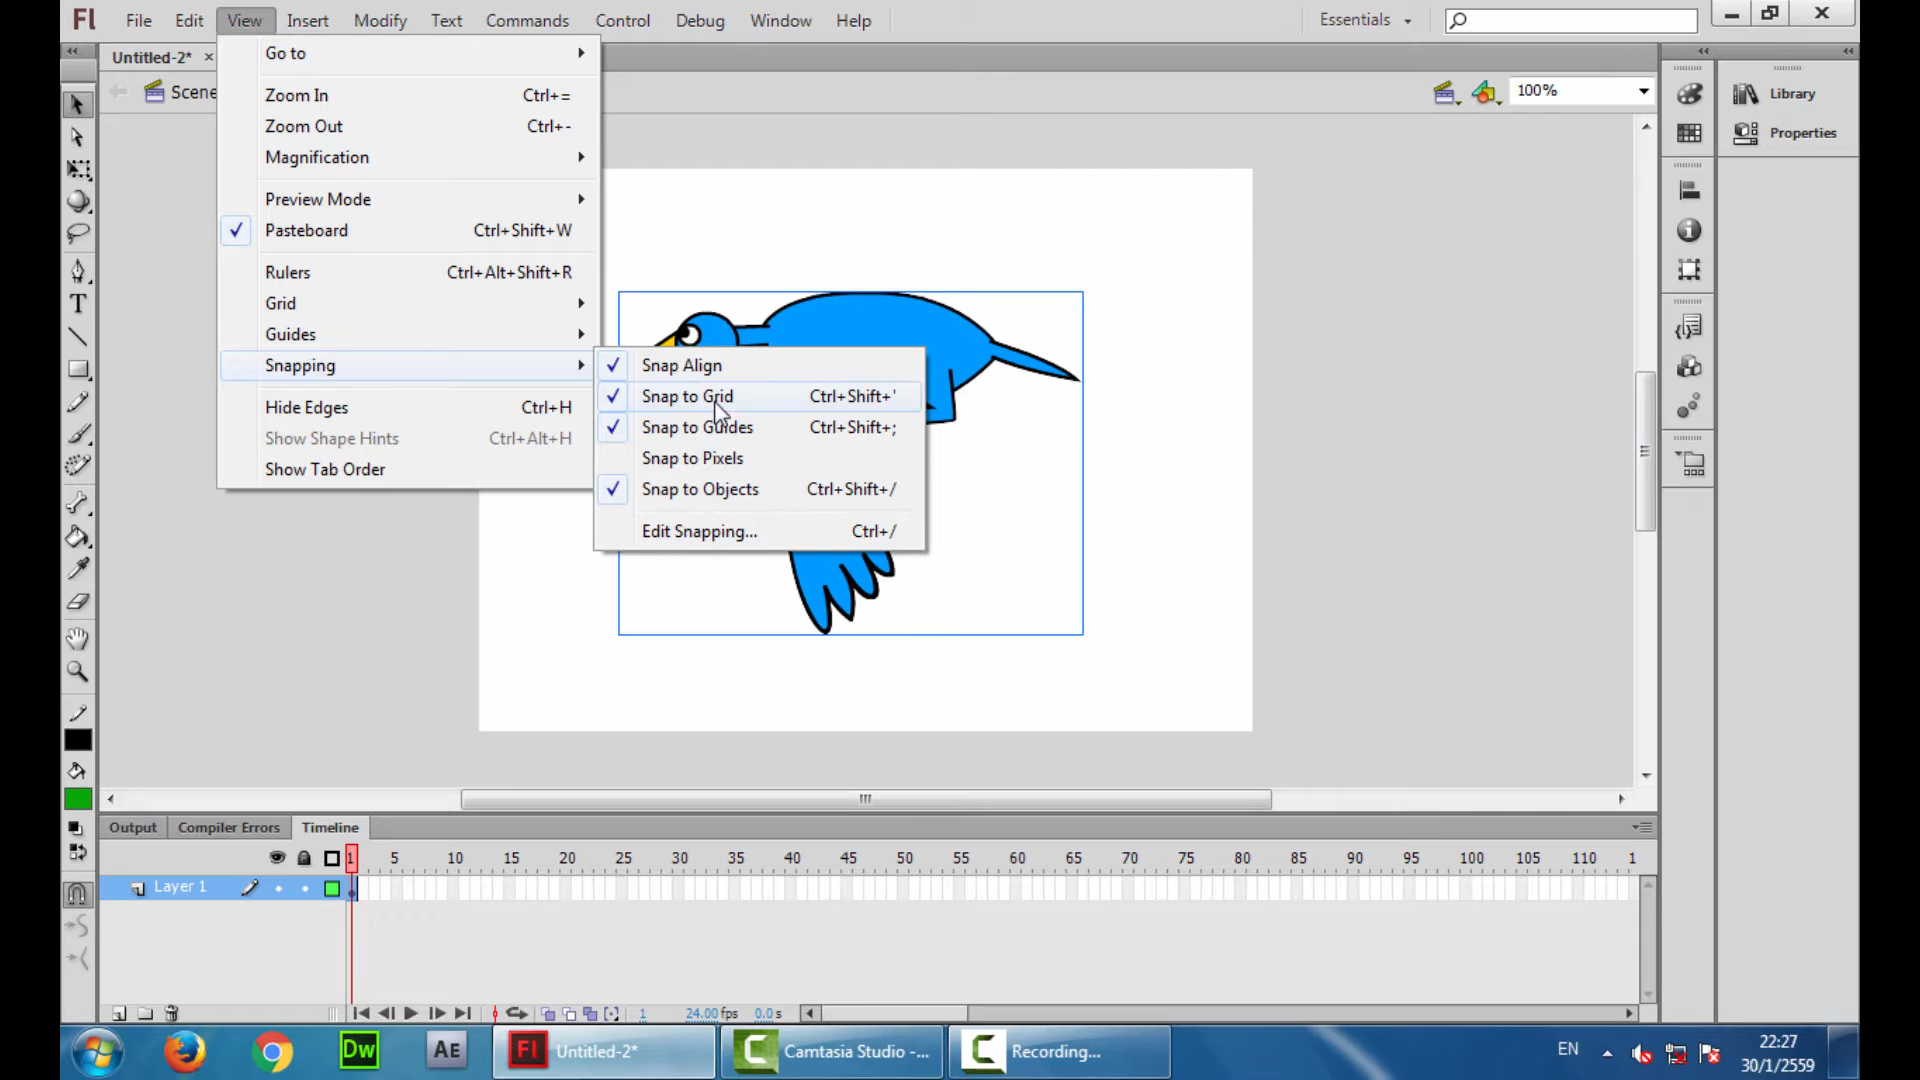 Fl File Edit View Insert Modify Commands Text Control Debug Window Help Essentials
Untitled-2*
Scene
100%
Go to
Zoom In Ctrl+=
Zoom Out Ctrl+-
Magnification
Preview Mode
Pasteboard Ctrl+Shift+W
Rulers Ctrl+Alt+Shift+R
Grid
Guides
Snapping
Hide Edges Ctrl+H
Show Shape Hints Ctrl+Alt+H
Show Tab Order
Snap Align
Snap to Grid Ctrl+Shift+'
Snap to Guides Ctrl+Shift+;
Snap to Pixels
Snap to Objects Ctrl+Shift+/
Edit Snapping... Ctrl+/
Library
Properties
T
Output Compiler Errors Timeline
1 5 10 15 20 25 30 35 40 45 50 55 60 65 70 75 80 85 90 95 100 105 110 1
Layer 1
1 24.00 fps 0.0 s
Dw AE Fl Untitled-2* Camtasia Studio -... Recording... EN 22:27
30/1/2559